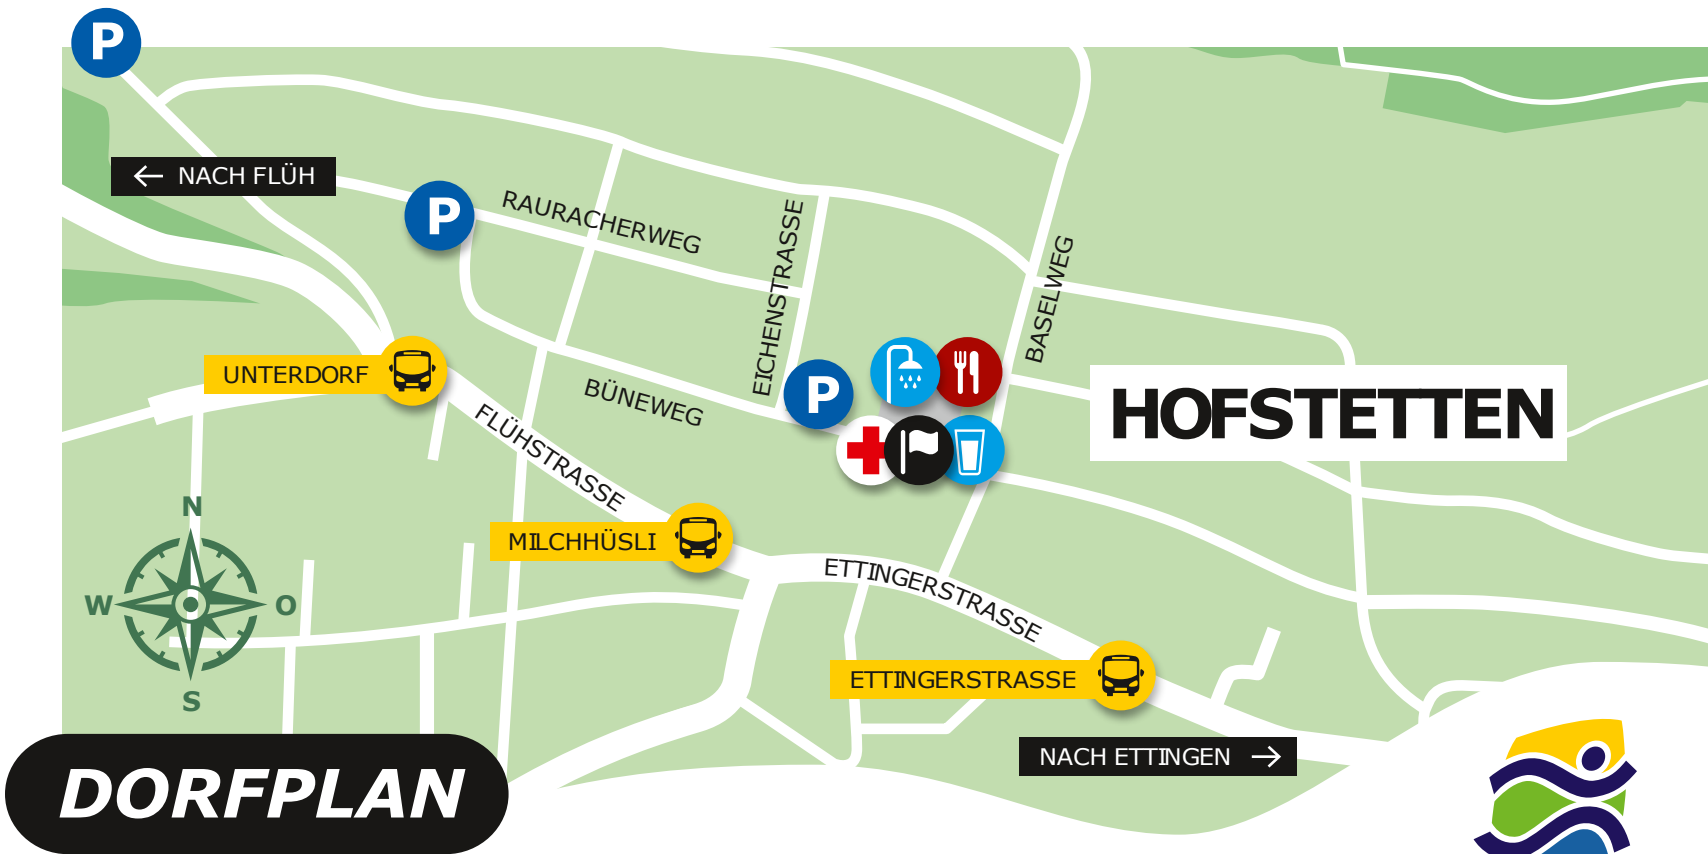 P
← NACH FLÜH
P
RAURACHERWEG
EICHENSTRASSE
BASELWEG
UNTERDORF
BÜNEWEG
P
HOFSTETTEN
FLÜHSTRASSE
MILCHHÜSLI
N
W
O
S
ETTINGERSTRASSE
ETTINGERSTRASSE
NACH ETTINGEN →
DORFPLAN